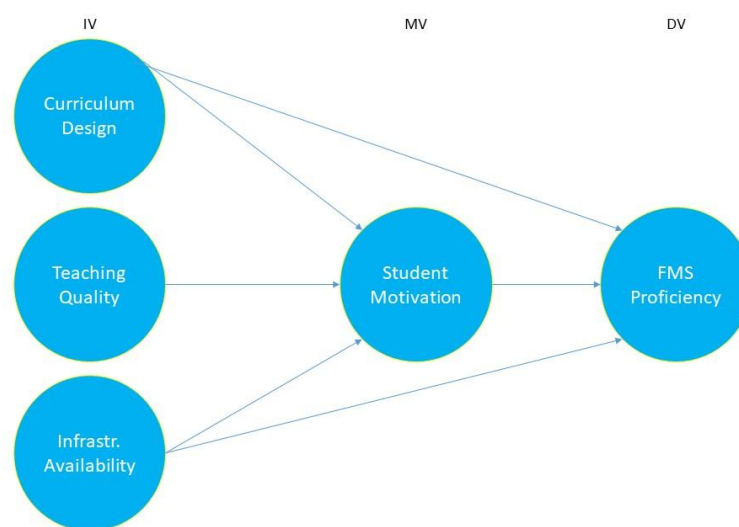 IV
MV
DV
Curriculum
Design
Teaching
Quality
Student
Motivation
FMS
Proficiency
Infrastr.
Availability